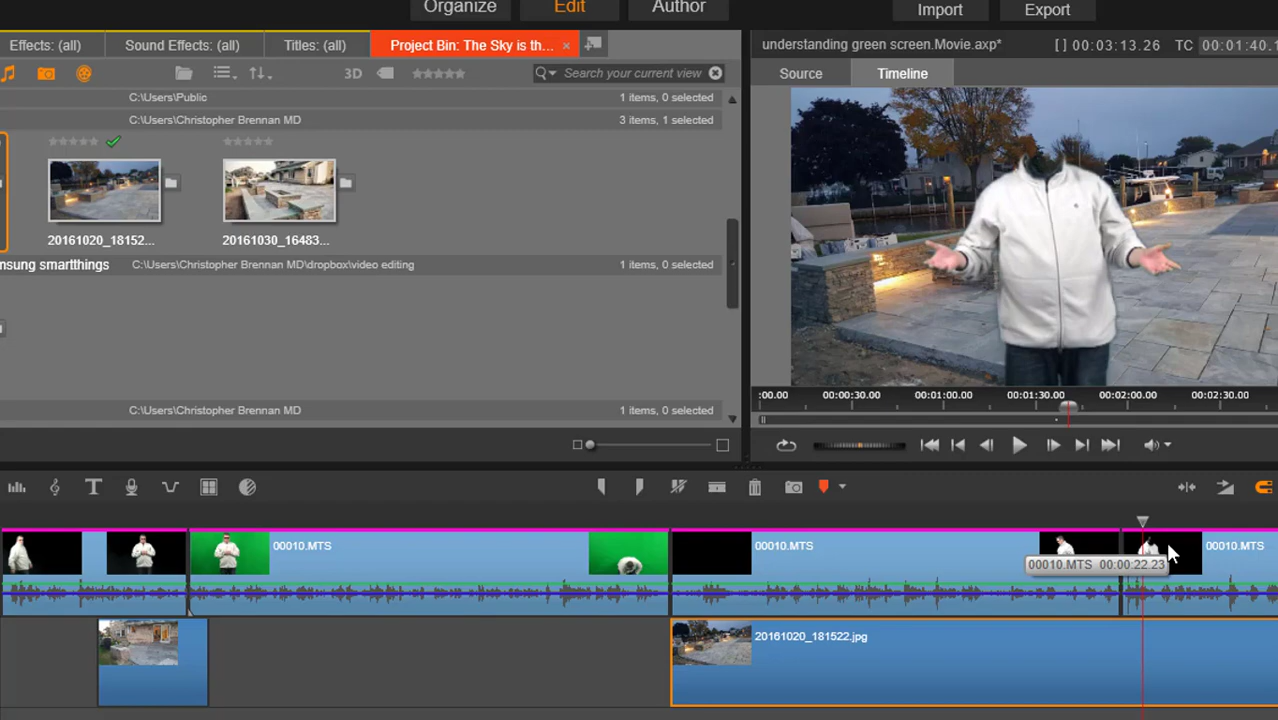 Organize Edit Author Import Export
Effects: (all) Sound Effects: (all) Titles: (all) Project Bin: The Sky is th... ×
understanding green screen.Movie.axp* [ ] 00:03:13.26 TC 00:01:40.
3D Search your current view
Source Timeline
C:\Users\Public 1 items, 0 selected
C:\Users\Christopher Brennan MD 3 items, 1 selected
20161020_18152... 20161030_16483...
msung smartthings C:\Users\Christopher Brennan MD\dropbox\video editing 1 items, 0 selected
C:\Users\Christopher Brennan MD 1 items, 0 selected
:00.00 00:00:30.00 00:01:00.00 00:01:30.00 00:02:00.00 00:02:30.00
00010.MTS 00010.MTS 00010.MTS
00010.MTS 00:00:22.23
20161020_181522.jpg